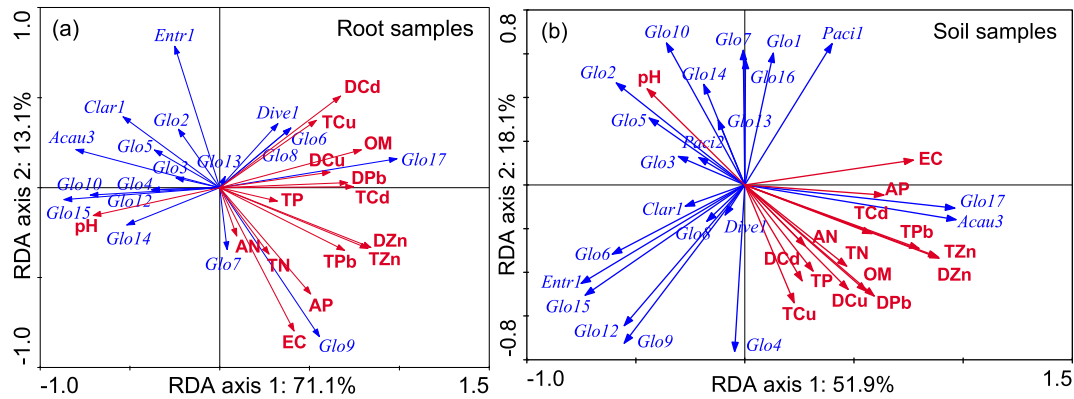 (a)
Root samples
1.0
RDA axis 2: 13.1%
-1.0
-1.0
RDA axis 1: 71.1%
1.5
Entr1
DCd
Clar1
Glo2
Dive1
TCu
Glo6
Acau3
Glo5
OM
Glo8
Glo13
DCu
Glo17
Glo3
DPb
Glo10
Glo4
TCd
Glo12
TP
Glo15
pH
Glo14
AN
DZn
Glo7
TN
TPb
TZn
AP
EC
Glo9
(b)
Soil samples
0.8
RDA axis 2: 18.1%
-0.8
-1.0
RDA axis 1: 51.9%
1.5
Glo10
Glo7
Glo1
Paci1
Glo2
pH
Glo14
Glo16
Glo5
Glo13
Paci2
Glo3
EC
AP
Glo17
Clar1
TCd
Acau3
Glo8
Dive1
AN
TPb
Glo6
TN
TZn
DCd
OM
DZn
Entr1
TP
Glo15
DCu
DPb
TCu
Glo12
Glo9
Glo4